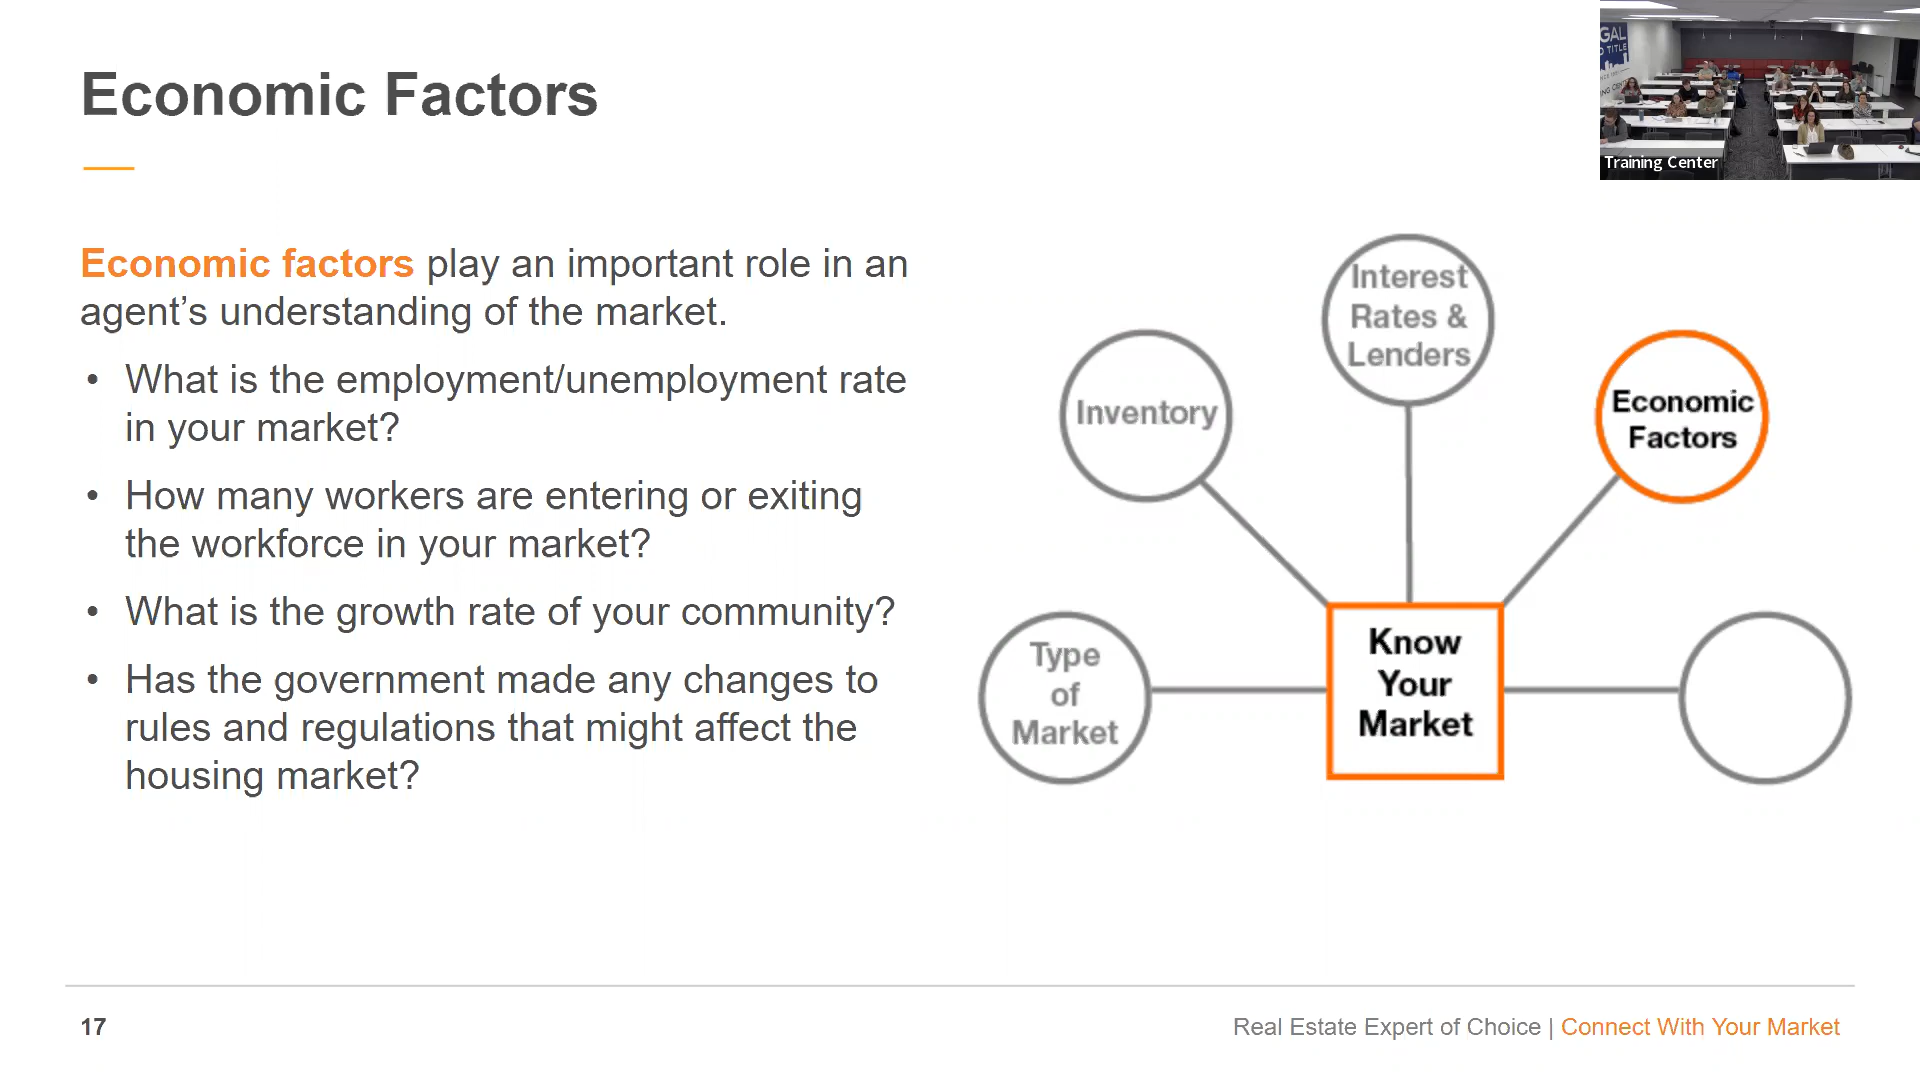 Economic Factors
GAL
D TITLE
Training Center
Economic factors play an important role in an
agent’s understanding of the market.
• What is the employment/unemployment rate
in your market?
• How many workers are entering or exiting
the workforce in your market?
• What is the growth rate of your community?
• Has the government made any changes to
rules and regulations that might affect the
housing market?
Interest
Rates &
Lenders
Inventory
Economic
Factors
Type
of
Market
Know
Your
Market
17
Real Estate Expert of Choice | Connect With Your Market